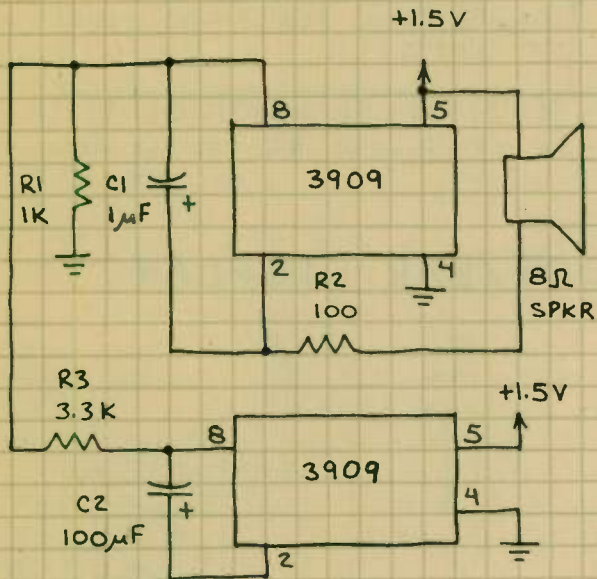 +1.5V
8
5
R1
1K
C1
1µF
+
3909
2
4
R2
100
8Ω
SPKR
R3
3.3K
+1.5V
8
5
3909
4
C2
100µF
+
2